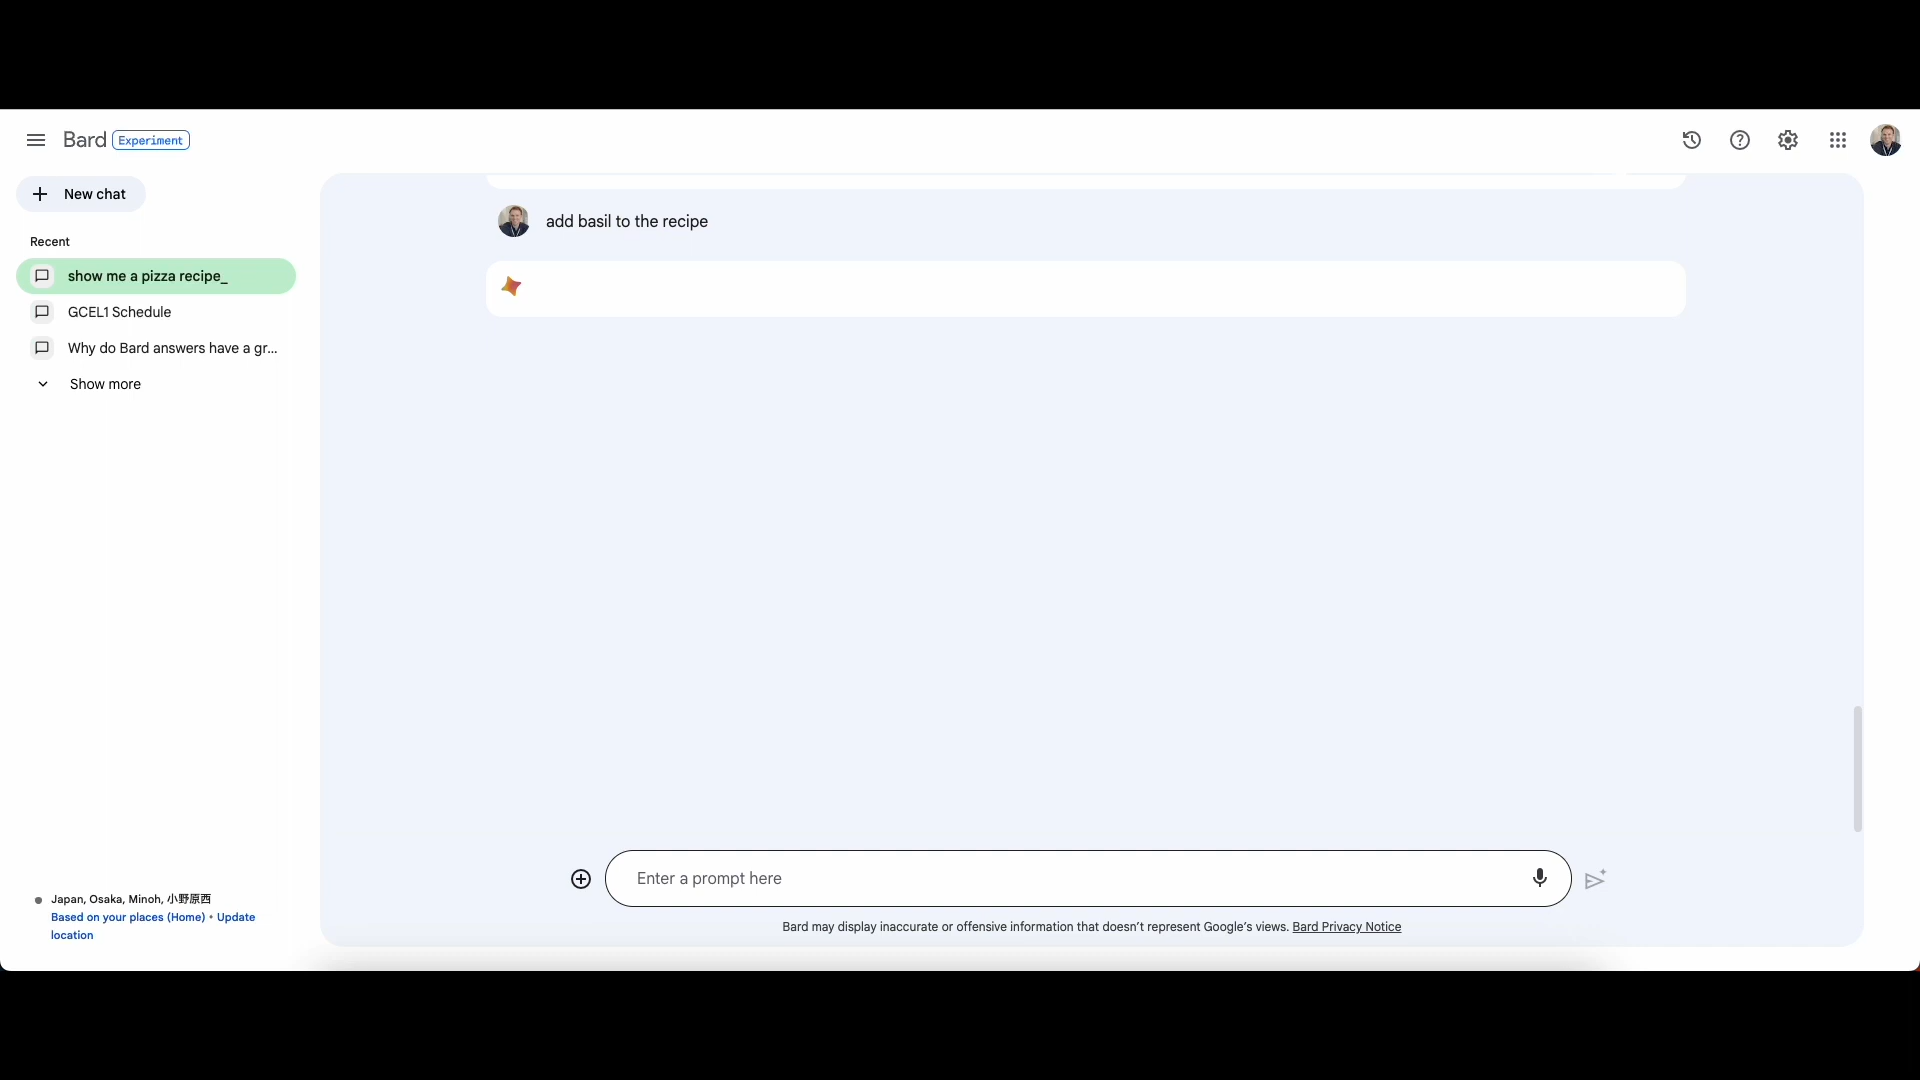 Bard Experiment
New chat
Recent
show me a pizza recipe_
GCEL1 Schedule
Why do Bard answers have a gr...
Show more
add basil to the recipe
Enter a prompt here
Bard may display inaccurate or offensive information that doesn’t represent Google’s views. Bard Privacy Notice
Japan, Osaka, Minoh, 小野原西
Based on your places (Home) • Update
location